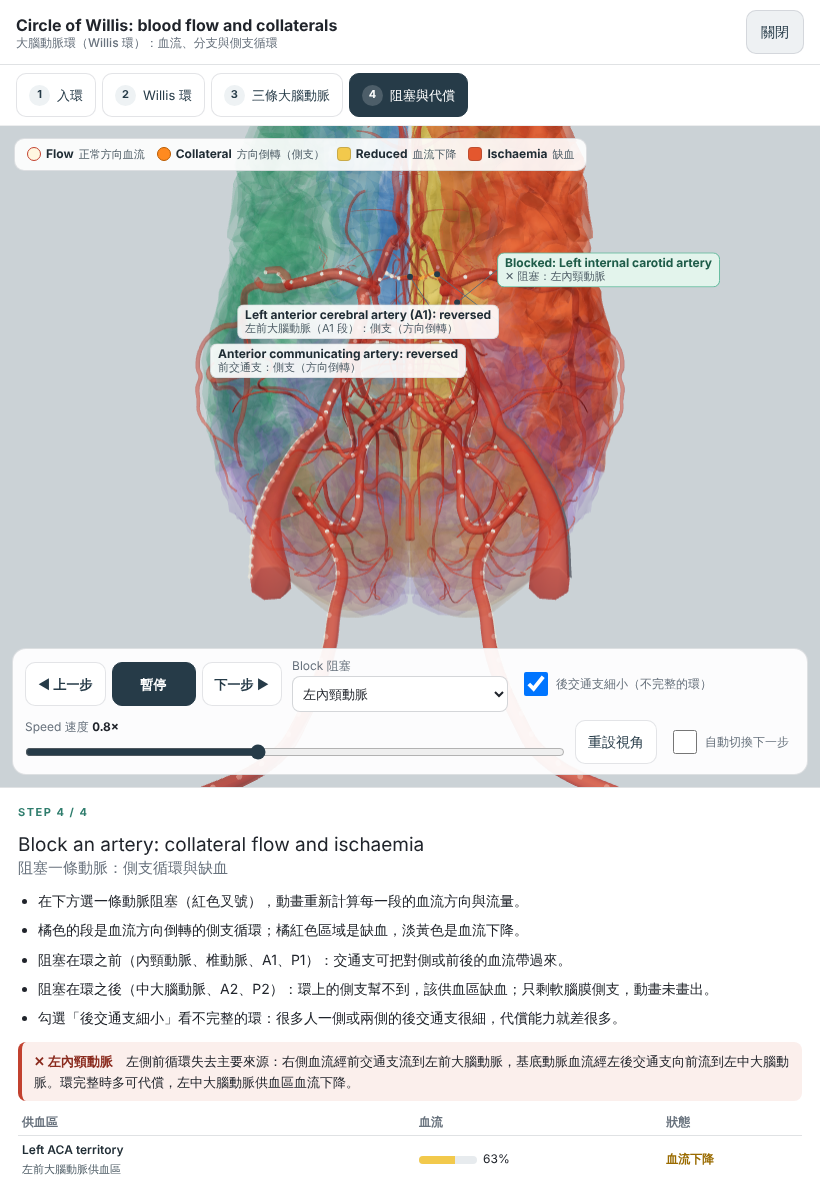 Circle of Willis: blood flow and collaterals
大腦動脈環（Willis 環）：血流、分支與側支循環
關閉
1 入環
2 Willis 環
3 三條大腦動脈
4 阻塞與代償
Flow 正常方向血流
Collateral 方向倒轉（側支）
Reduced 血流下降
Ischaemia 缺血
Blocked: Left internal carotid artery
✕ 阻塞：左內頸動脈
Left anterior cerebral artery (A1): reversed
左前大腦動脈（A1 段）：側支（方向倒轉）
Anterior communicating artery: reversed
前交通支：側支（方向倒轉）
◀ 上一步
暫停
下一步 ▶
Block 阻塞
左內頸動脈
後交通支細小（不完整的環）
Speed 速度 0.8×
重設視角
自動切換下一步
STEP 4 / 4
Block an artery: collateral flow and ischaemia
阻塞一條動脈：側支循環與缺血
• 在下方選一條動脈阻塞（紅色叉號），動畫重新計算每一段的血流方向與流量。
• 橘色的段是血流方向倒轉的側支循環；橘紅色區域是缺血，淡黃色是血流下降。
• 阻塞在環之前（內頸動脈、椎動脈、A1、P1）：交通支可把對側或前後的血流帶過來。
• 阻塞在環之後（中大腦動脈、A2、P2）：環上的側支幫不到，該供血區缺血；只剩軟腦膜側支，動畫未畫出。
• 勾選「後交通支細小」看不完整的環：很多人一側或兩側的後交通支很細，代償能力就差很多。
✕ 左內頸動脈 左側前循環失去主要來源：右側血流經前交通支流到左前大腦動脈，基底動脈血流經左後交通支向前流到左中大腦動
脈。環完整時多可代償，左中大腦動脈供血區血流下降。
供血區 血流 狀態
Left ACA territory
左前大腦動脈供血區
63%
血流下降